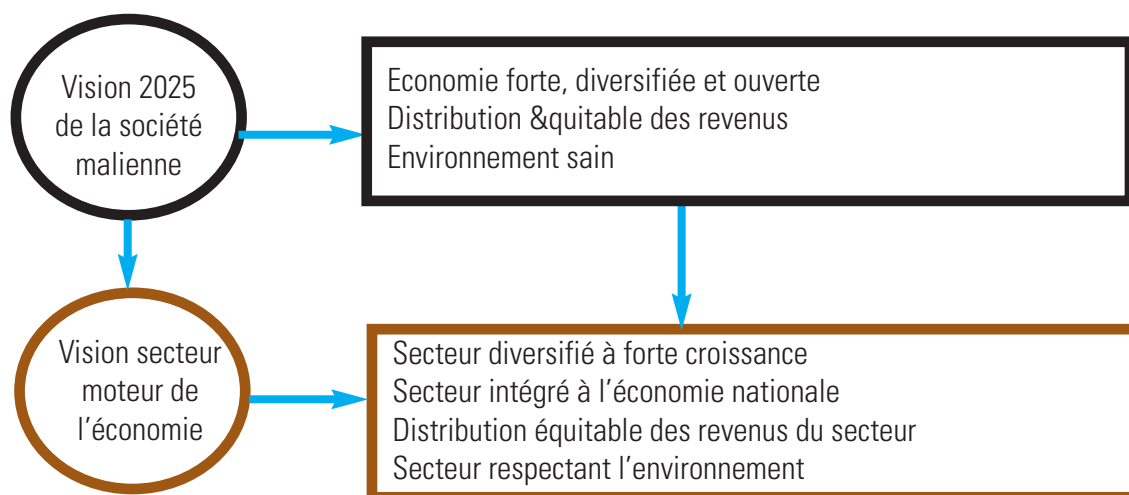 Vision 2025
de la société
malienne
Economie forte, diversifiée et ouverte
Distribution &quitable des revenus
Environnement sain
Vision secteur
moteur de
l’économie
Secteur diversifié à forte croissance
Secteur intégré à l’économie nationale
Distribution équitable des revenus du secteur
Secteur respectant l’environnement